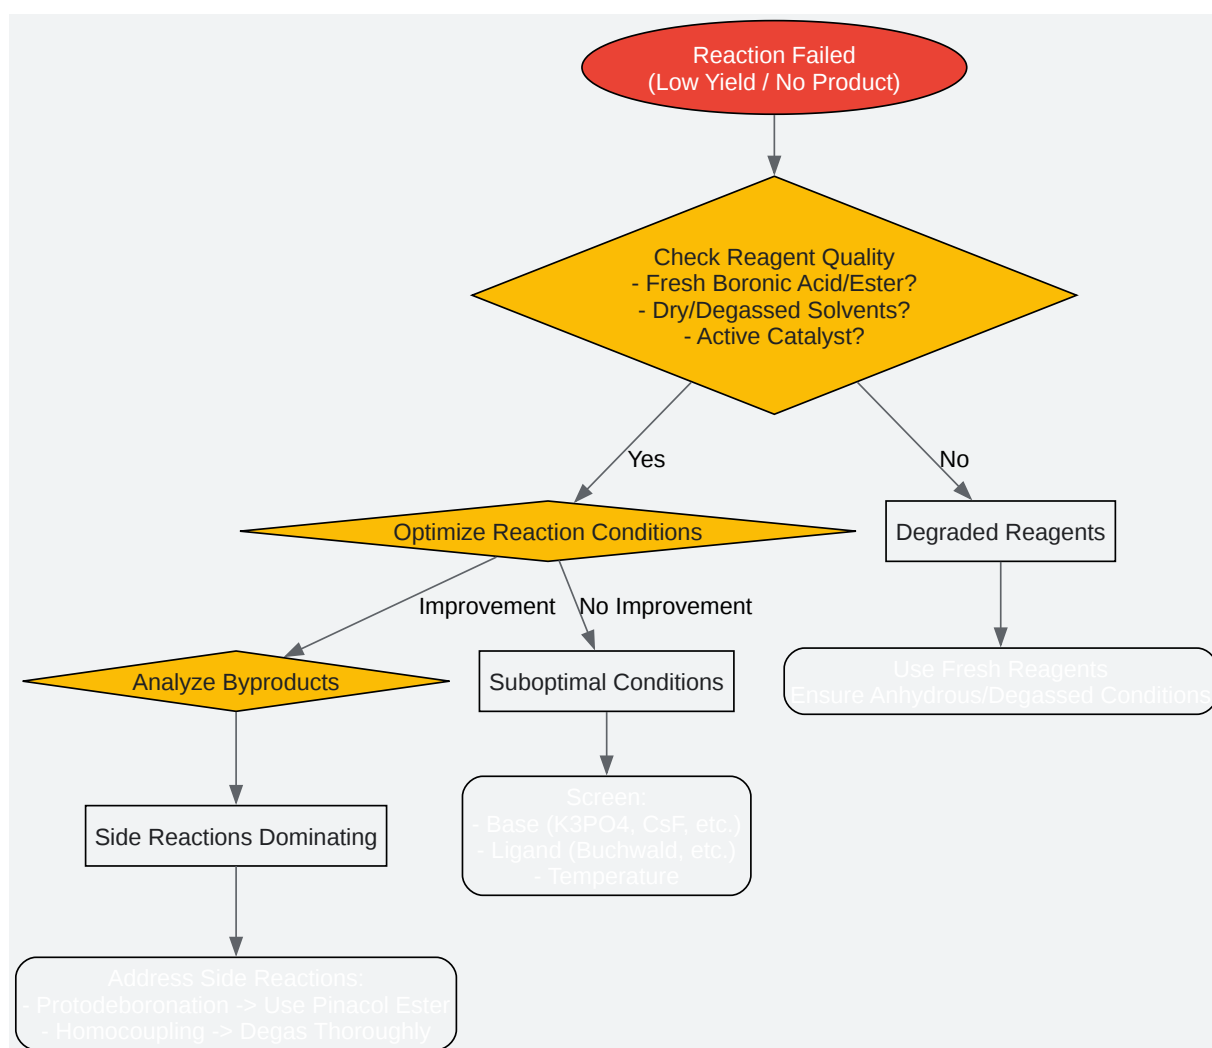 Reaction Failed
(Low Yield / No Product)
Check Reagent Quality
- Fresh Boronic Acid/Ester?
- Dry/Degassed Solvents?
- Active Catalyst?
Yes
No
Optimize Reaction Conditions
Degraded Reagents
Improvement
No Improvement
Analyze Byproducts
Suboptimal Conditions
Use Fresh Reagents
Ensure Anhydrous/Degassed Conditions
Side Reactions Dominating
Screen:
- Base (K3PO4, CsF, etc.)
- Ligand (Buchwald, etc.)
- Temperature
Address Side Reactions:
- Protodeboronation -> Use Pinacol Ester
- Homocoupling -> Degas Thoroughly